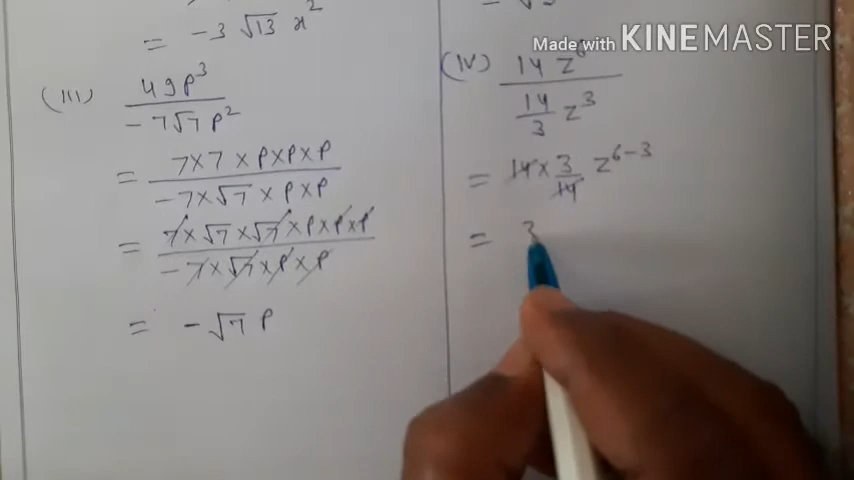 = -3 √13 x²
Made with KINEMASTER
(III) 49p³ / -7√7 p²
= 7×7 × p×p×p / -7×√7 × p×p
= 7×√7 ×√7 ×p×p×p / -7×√7×p×p
= -√7 p
(IV) 14 z⁶ / 14/3 z³
= 14 × 3/14 z⁶⁻³
= 3